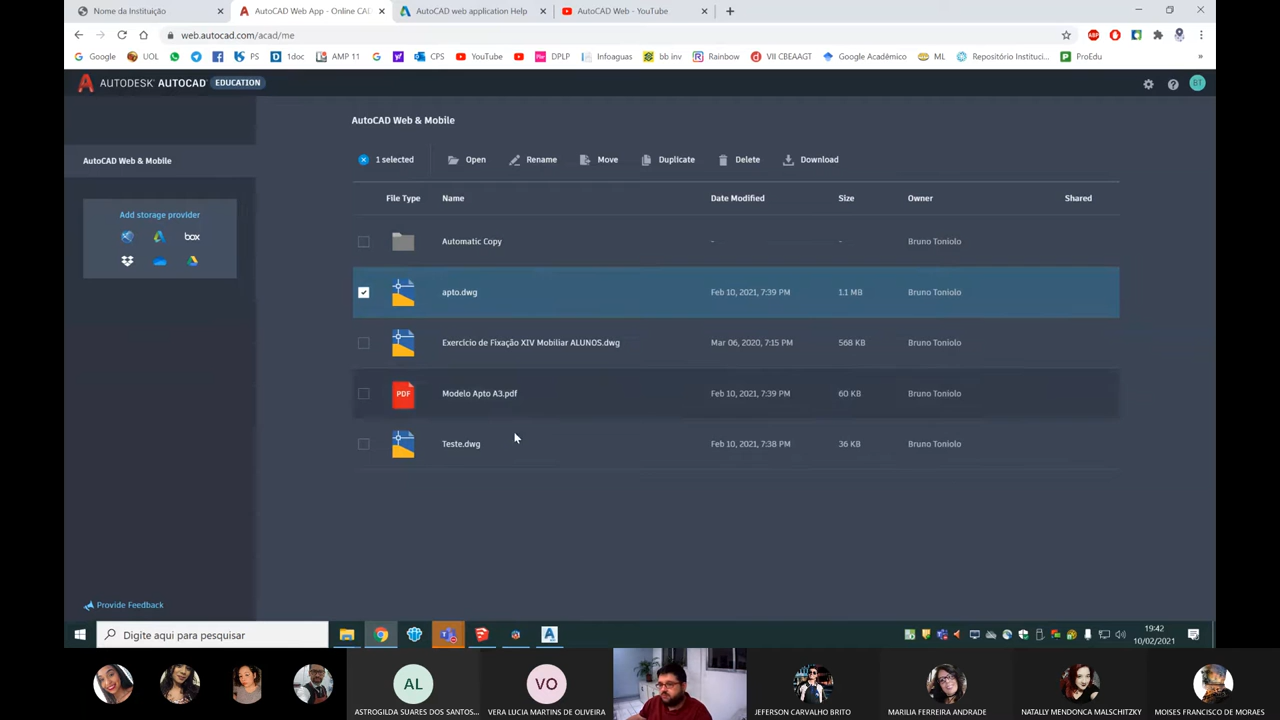 Nome da Instituição
AutoCAD Web App - Online CAD
AutoCAD web application Help
AutoCAD Web - YouTube
web.autocad.com/acad/me
Google
UOL
PS
1doc
AMP 11
CPS
YouTube
DPLP
Infoaguas
bb inv
Rainbow
VII CBEAAGT
Google Acadêmico
ML
Repositório Instituci...
ProEdu
AUTODESK AUTOCAD EDUCATION
BT
AutoCAD Web & Mobile
AutoCAD Web & Mobile
1 selected
Open
Rename
Move
Duplicate
Delete
Download
Add storage provider
box
File Type
Name
Date Modified
Size
Owner
Shared
Automatic Copy - - Bruno Toniolo
apto.dwg Feb 10, 2021, 7:39 PM 1.1 MB Bruno Toniolo
Exercício de Fixação XIV Mobiliar ALUNOS.dwg Mar 06, 2020, 7:15 PM 568 KB Bruno Toniolo
PDF Modelo Apto A3.pdf Feb 10, 2021, 7:39 PM 60 KB Bruno Toniolo
Teste.dwg Feb 10, 2021, 7:38 PM 36 KB Bruno Toniolo
Provide Feedback
Digite aqui para pesquisar
19:42
10/02/2021
AL
VO
ASTROGILDA SUARES DOS SANTOS...
VERA LUCIA MARTINS DE OLIVEIRA
JEFERSON CARVALHO BRITO
MARILIA FERREIRA ANDRADE
NATALLY MENDONCA MALSCHITZKY
MOISES FRANCISCO DE MORAES